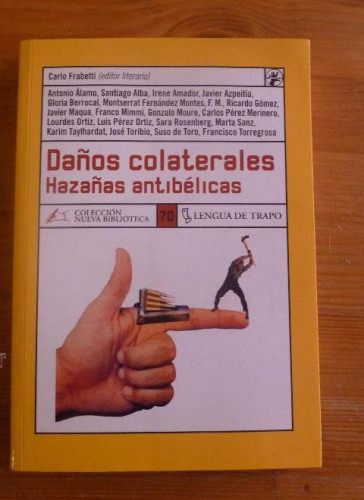 Carlo Frabetti (editor literario)
Antonio Álamo, Santiago Alba, Irene Amador, Javier Azpeitia,
Gloria Berrocal, Montserrat Fernández Montes, F. M., Ricardo Gómez,
Javier Maqua, Franco Mimmi, Gonzalo Moure, Carlos Pérez Merinero,
Lourdes Ortiz, Luis Pérez Ortiz, Sara Rosenberg, Marta Sanz,
Karim Taylhardat, José Toribio, Suso de Toro, Francisco Torregrosa
Daños colaterales
Hazañas antibélicas
COLECCIÓN
NUEVA BIBLIOTECA
70
LENGUA DE TRAPO